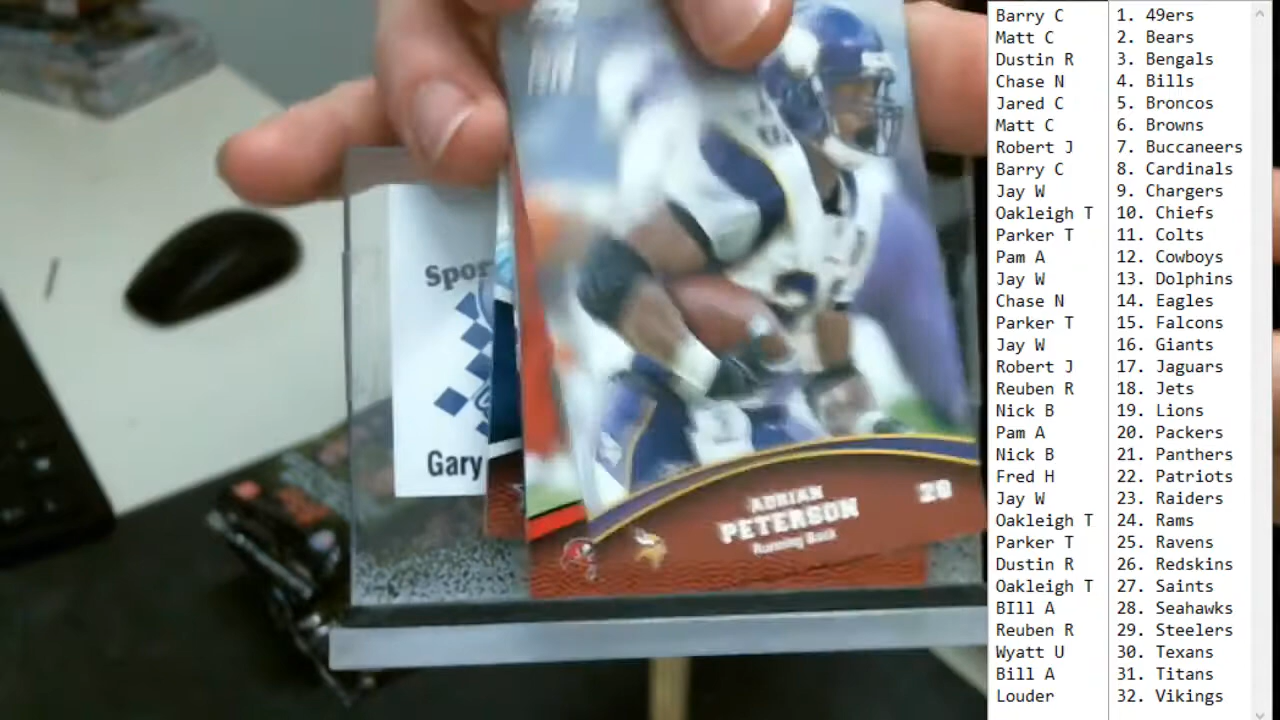 Spor
Gary
ADRIAN
PETERSON
Running Back
28
Barry C 1. 49ers
Matt C 2. Bears
Dustin R 3. Bengals
Chase N 4. Bills
Jared C 5. Broncos
Matt C 6. Browns
Robert J 7. Buccaneers
Barry C 8. Cardinals
Jay W 9. Chargers
Oakleigh T 10. Chiefs
Parker T 11. Colts
Pam A 12. Cowboys
Jay W 13. Dolphins
Chase N 14. Eagles
Parker T 15. Falcons
Jay W 16. Giants
Robert J 17. Jaguars
Reuben R 18. Jets
Nick B 19. Lions
Pam A 20. Packers
Nick B 21. Panthers
Fred H 22. Patriots
Jay W 23. Raiders
Oakleigh T 24. Rams
Parker T 25. Ravens
Dustin R 26. Redskins
Oakleigh T 27. Saints
BIll A 28. Seahawks
Reuben R 29. Steelers
Wyatt U 30. Texans
Bill A 31. Titans
Louder 32. Vikings